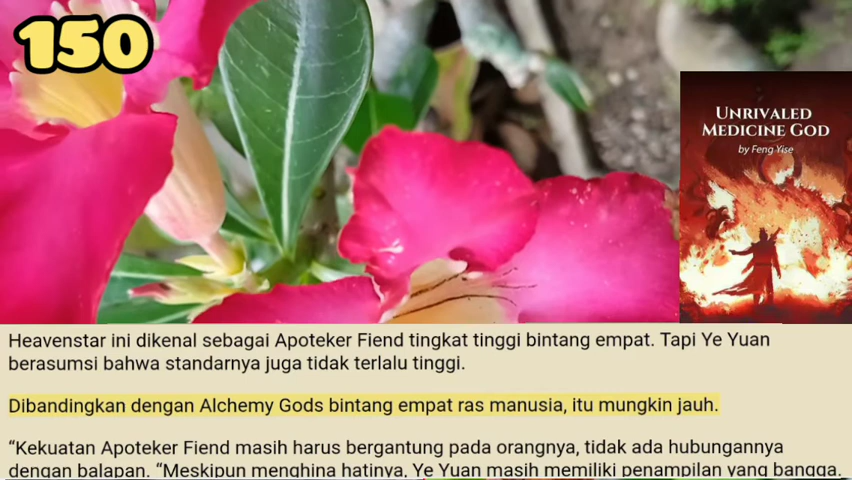 150
UNRIVALED
MEDICINE GOD
by Feng Yise
Heavenstar ini dikenal sebagai Apoteker Fiend tingkat tinggi bintang empat. Tapi Ye Yuan
berasumsi bahwa standarnya juga tidak terlalu tinggi.
Dibandingkan dengan Alchemy Gods bintang empat ras manusia, itu mungkin jauh.
“Kekuatan Apoteker Fiend masih harus bergantung pada orangnya, tidak ada hubungannya
dengan balapan. “Meskipun menghina hatinya, Ye Yuan masih memiliki penampilan yang bangga.